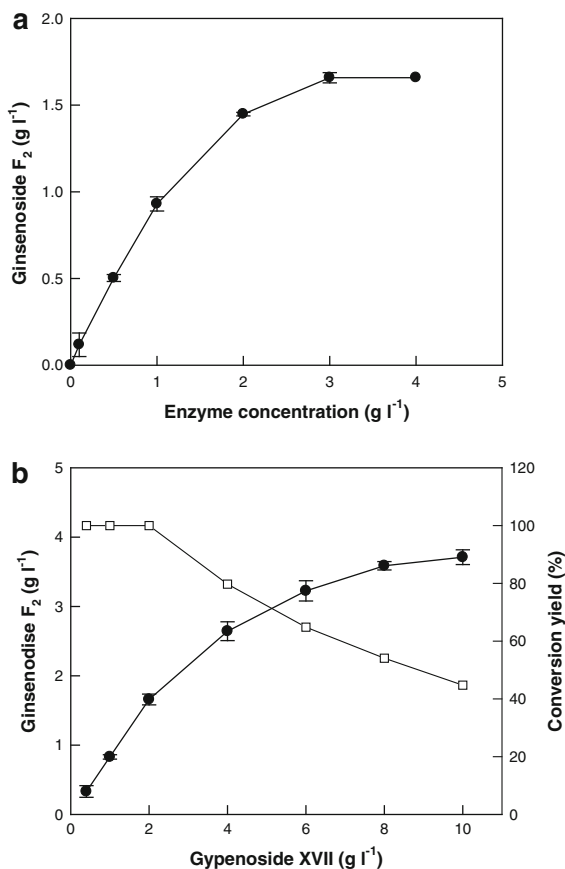 a
2.0
1.5
1.0
0.5
0.0
Ginsenoside F2 (g l-1)
0 1 2 3 4 5
Enzyme concentration (g l-1)
b
5
4
3
2
1
0
Ginsenodise F2 (g l-1)
120
100
80
60
40
20
0
Conversion yield (%)
0 2 4 6 8 10
Gypenoside XVII (g l-1)